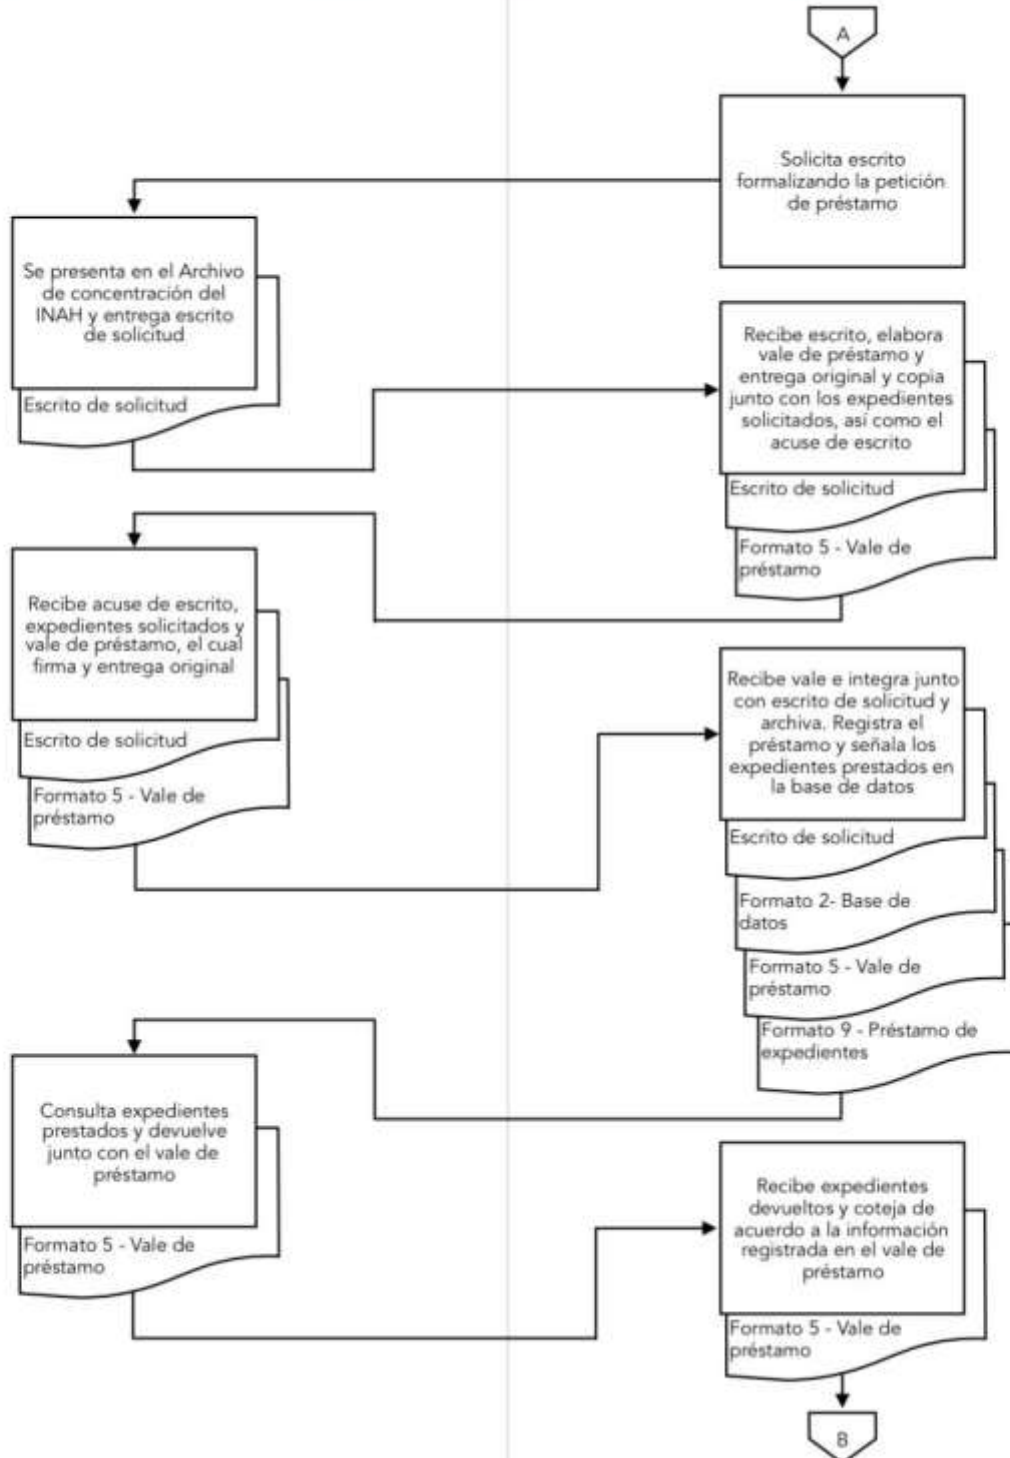 A
Solicita escrito
formalizando la petición
de préstamo
Se presenta en el Archivo
de concentración del
INAH y entrega escrito
de solicitud
Escrito de solicitud
Recibe escrito, elabora
vale de préstamo y
entrega original y copia
junto con los expedientes
solicitados, así como el
acuse de escrito
Escrito de solicitud
Formato 5 - Vale de
préstamo
Recibe acuse de escrito,
expedientes solicitados y
vale de préstamo, el cual
firma y entrega original
Escrito de solicitud
Formato 5 - Vale de
préstamo
Recibe vale e integra junto
con escrito de solicitud y
archiva. Registra el
préstamo y señala los
expedientes prestados en
la base de datos
Escrito de solicitud
Formato 2- Base de
datos
Formato 5 - Vale de
préstamo
Formato 9 - Préstamo de
expedientes
Consulta expedientes
prestados y devuelve
junto con el vale de
préstamo
Formato 5 - Vale de
préstamo
Recibe expedientes
devueltos y coteja de
acuerdo a la información
registrada en el vale de
préstamo
Formato 5 - Vale de
préstamo
B